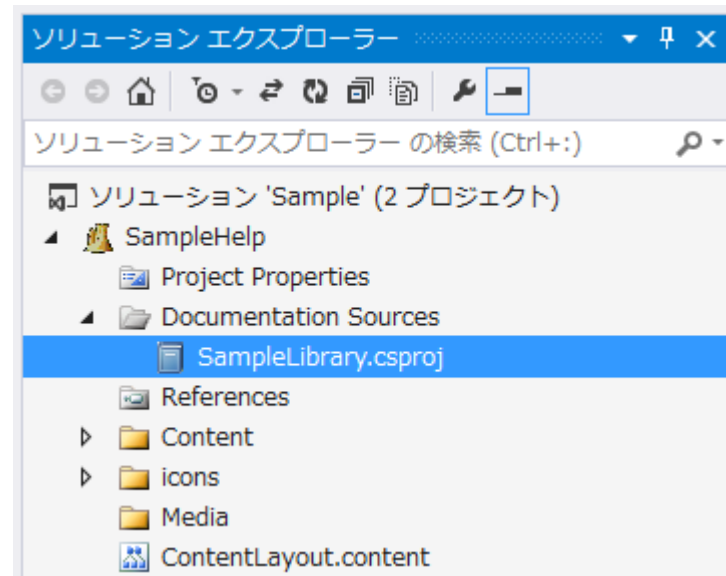 ソリューション エクスプローラー
ソリューション エクスプローラー の検索 (Ctrl+:)
ソリューション 'Sample' (2 プロジェクト)
SampleHelp
Project Properties
Documentation Sources
SampleLibrary.csproj
References
Content
icons
Media
ContentLayout.content